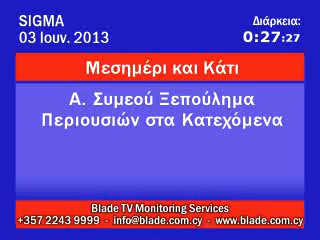 SIGMA
Διάρκεια:
03 Ιουν. 2013
0:27:27
Μεσημέρι και Κάτι
Α. Συμεού Ξεπούλημα
Περιουσιών στα Κατεχόμενα
Blade TV Monitoring Services
+357 2243 9999 - info@blade.com.cy - www.blade.com.cy